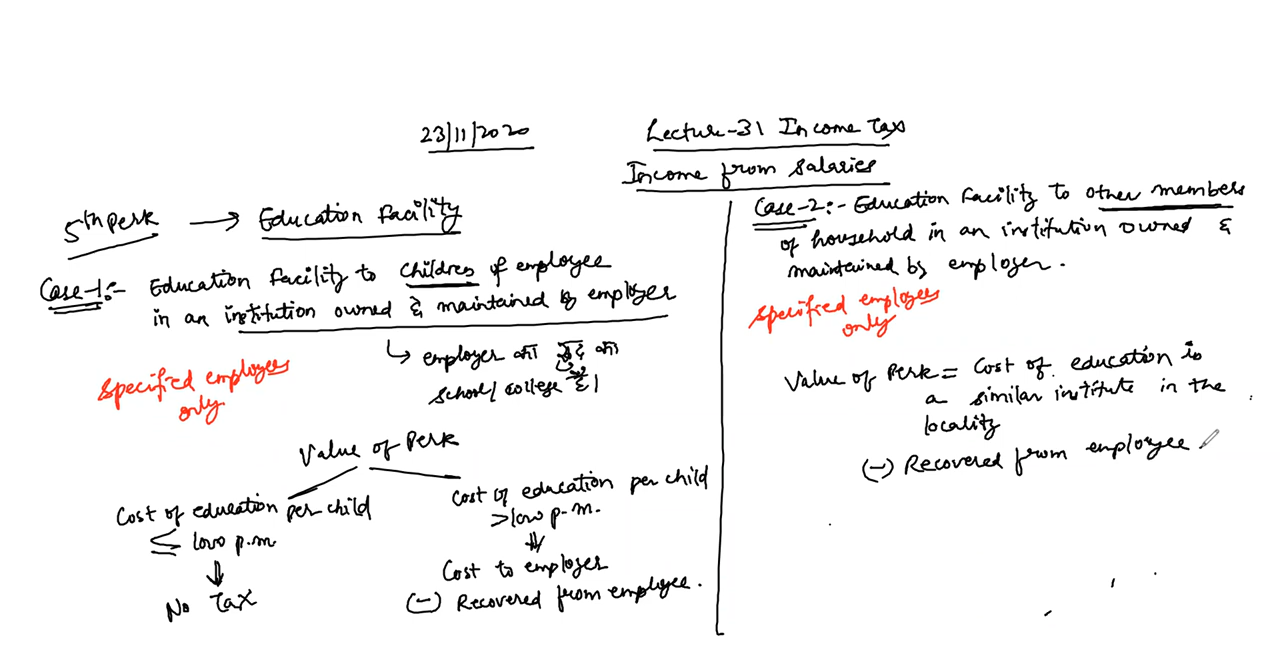 23/11/2020
Lecture-31 Income Tax
Income from Salaries
5th Perk → Education Facility
Case-1:- Education Facility to children of employee
in an institution owned & maintained by employer
↳ employer का खुद का
school/college है।
Specified employees
only
Value of Perk
Cost of education per child
≤ 1000 p.m
⇓
No Tax
Cost of education per child
>1000 p.m.
⇓
Cost to employer
(-) Recovered from employee.
Case-2:- Education Facility to other members
of household in an institution owned &
maintained by employer.
Specified employees
only
Value of Perk = Cost of education in
a similar institute in the
locality
(-) Recovered from employee